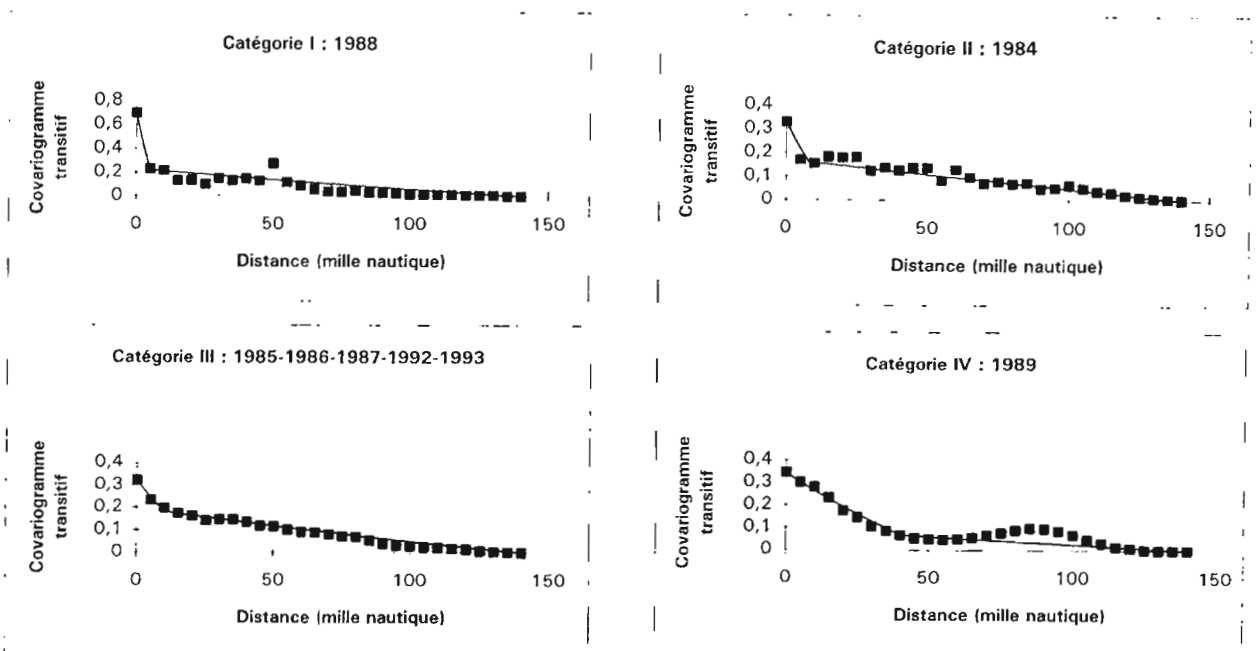 Catégorie I : 1988
Covariogramme
transitif
0,8
0,6
0,4
0,2
0
0
50
100
150
Distance (mille nautique)
Catégorie II : 1984
Covariogramme
transitif
0,4
0,3
0,2
0,1
0
0
50
100
150
Distance (mille nautique)
Catégorie III : 1985-1986-1987-1992-1993
Covariogramme
transitif
0,4
0,3
0,2
0,1
0
0
50
100
150
Distance (mille nautique)
Catégorie IV : 1989
Covariogramme
transitif
0,4
0,3
0,2
0,1
0
0
50
100
150
Distance (mille nautique)